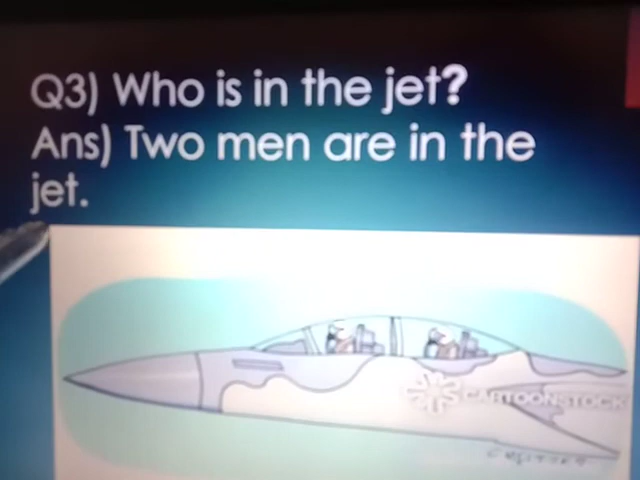 Q3) Who is in the jet?
Ans) Two men are in the
jet.
CARTOONSTOCK